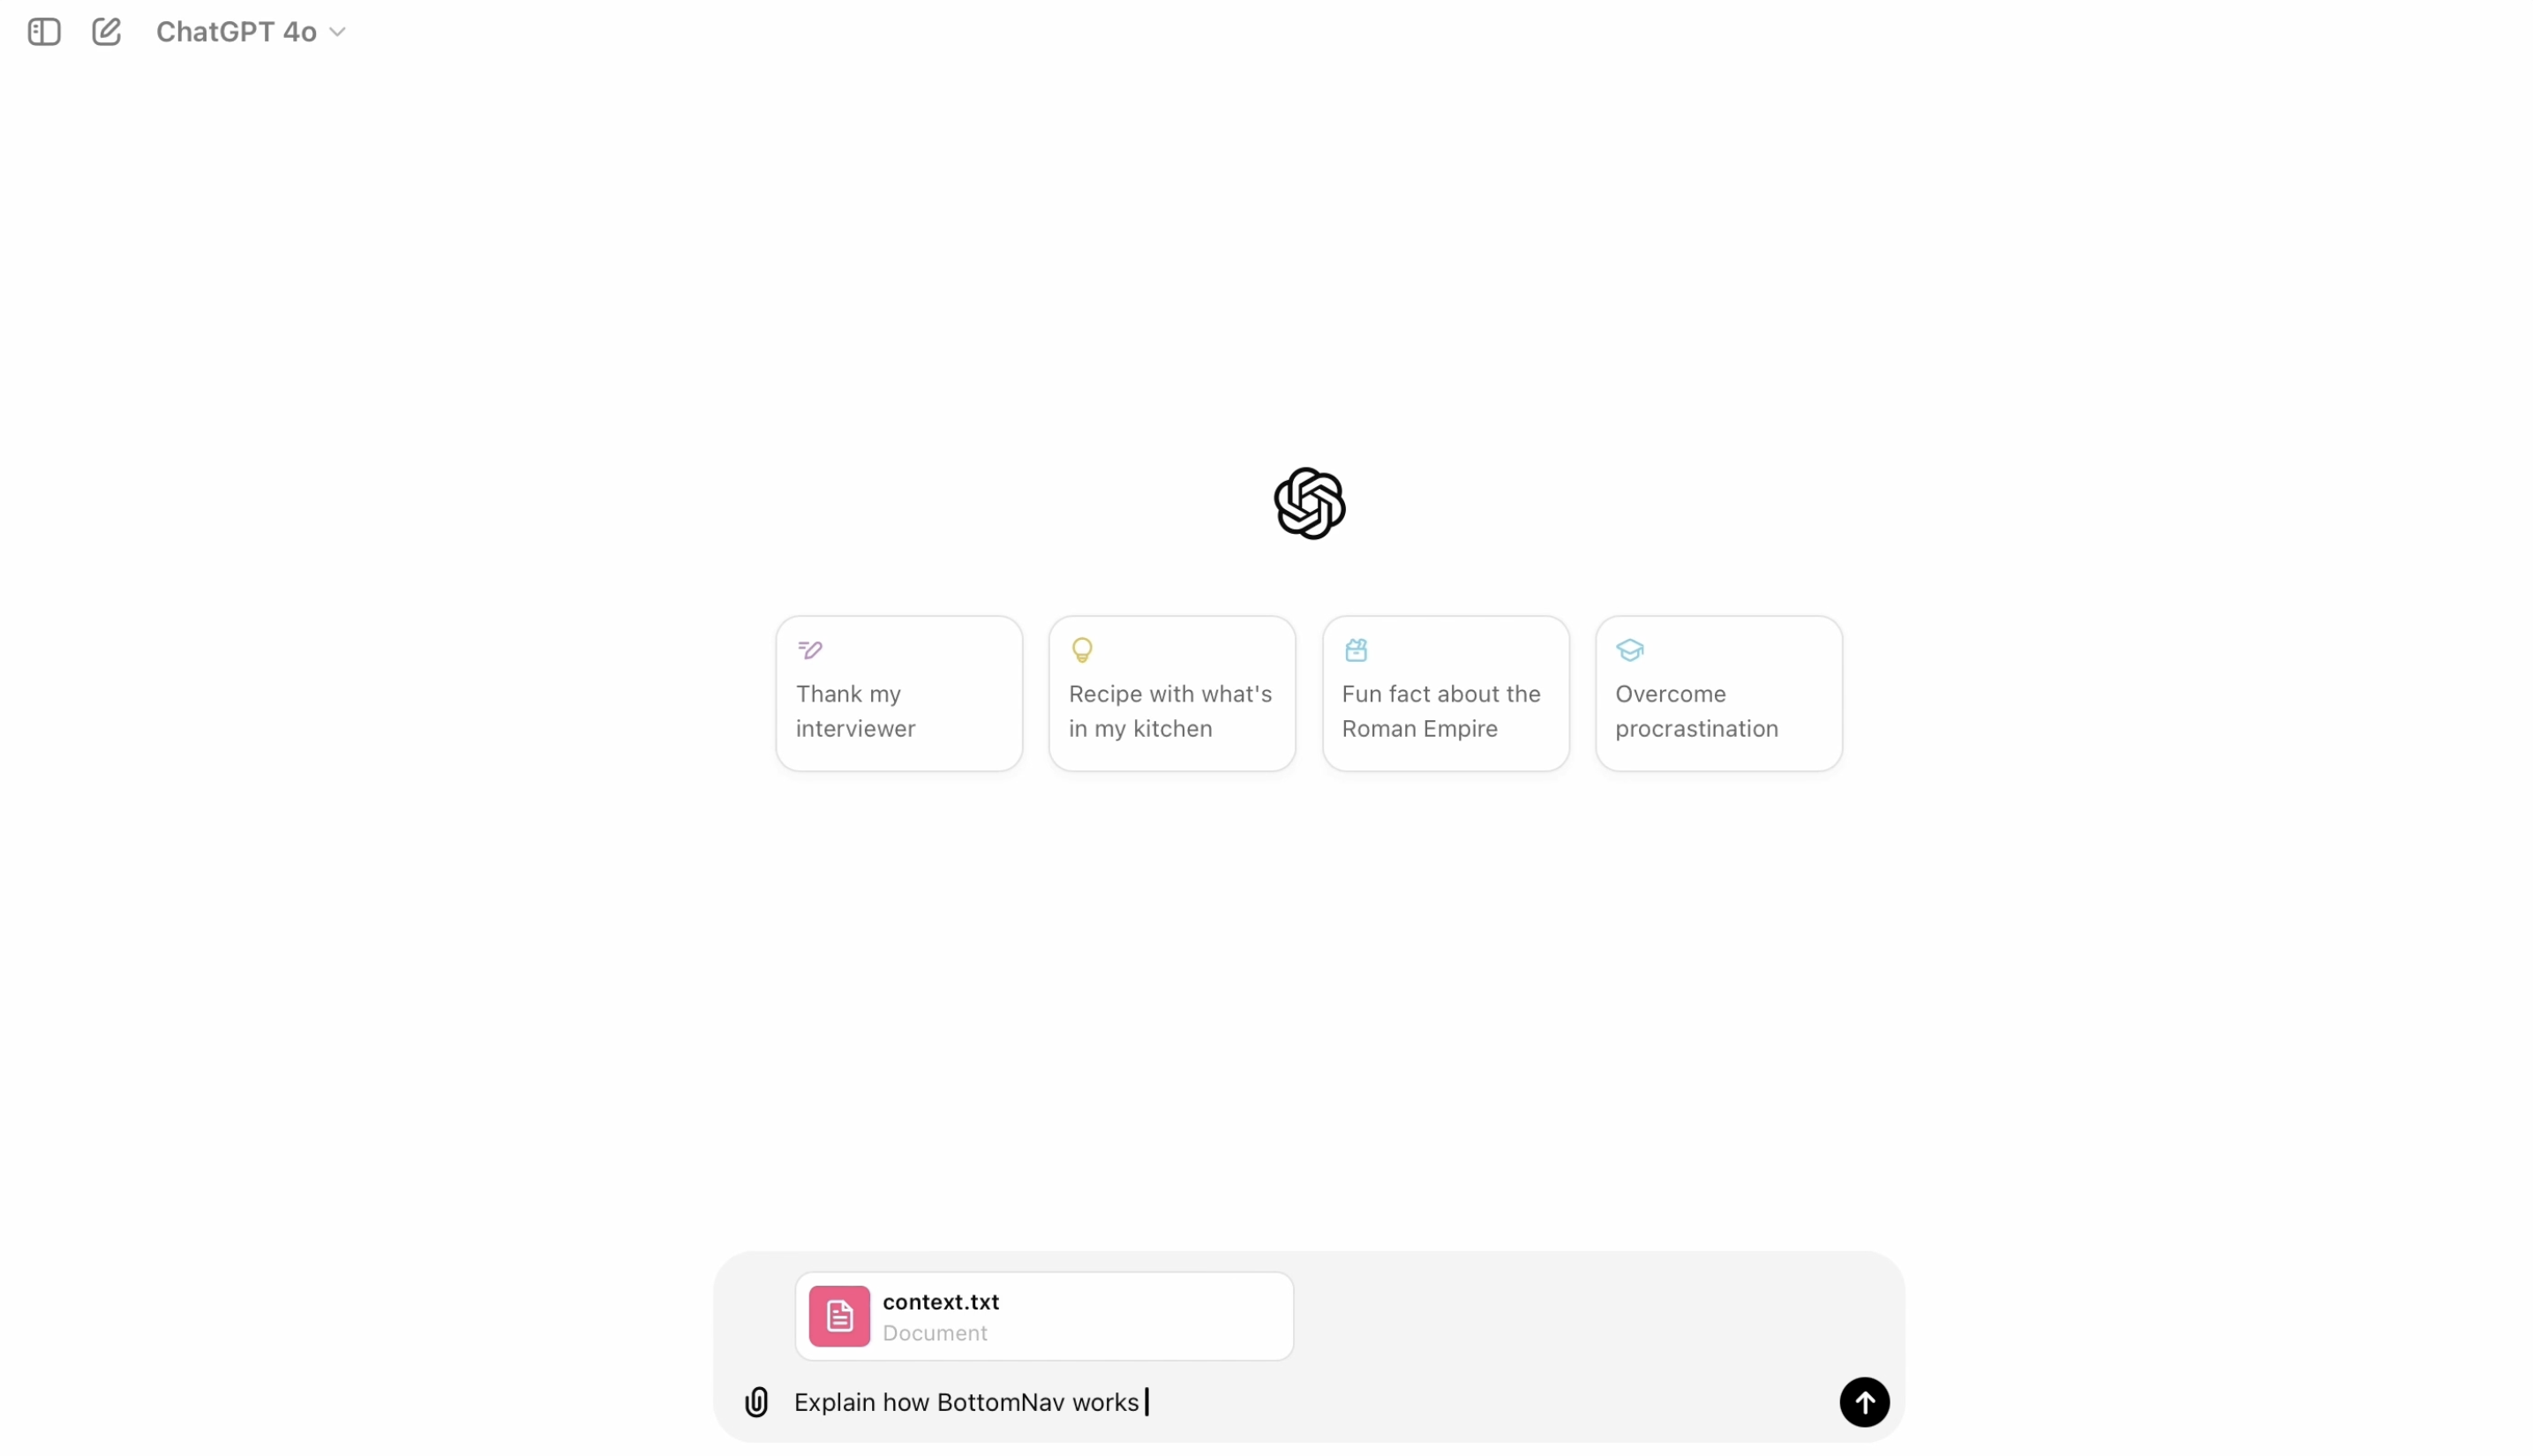 ChatGPT 4o
Thank my
interviewer
Recipe with what's
in my kitchen
Fun fact about the
Roman Empire
Overcome
procrastination
context.txt
Document
Explain how BottomNav works